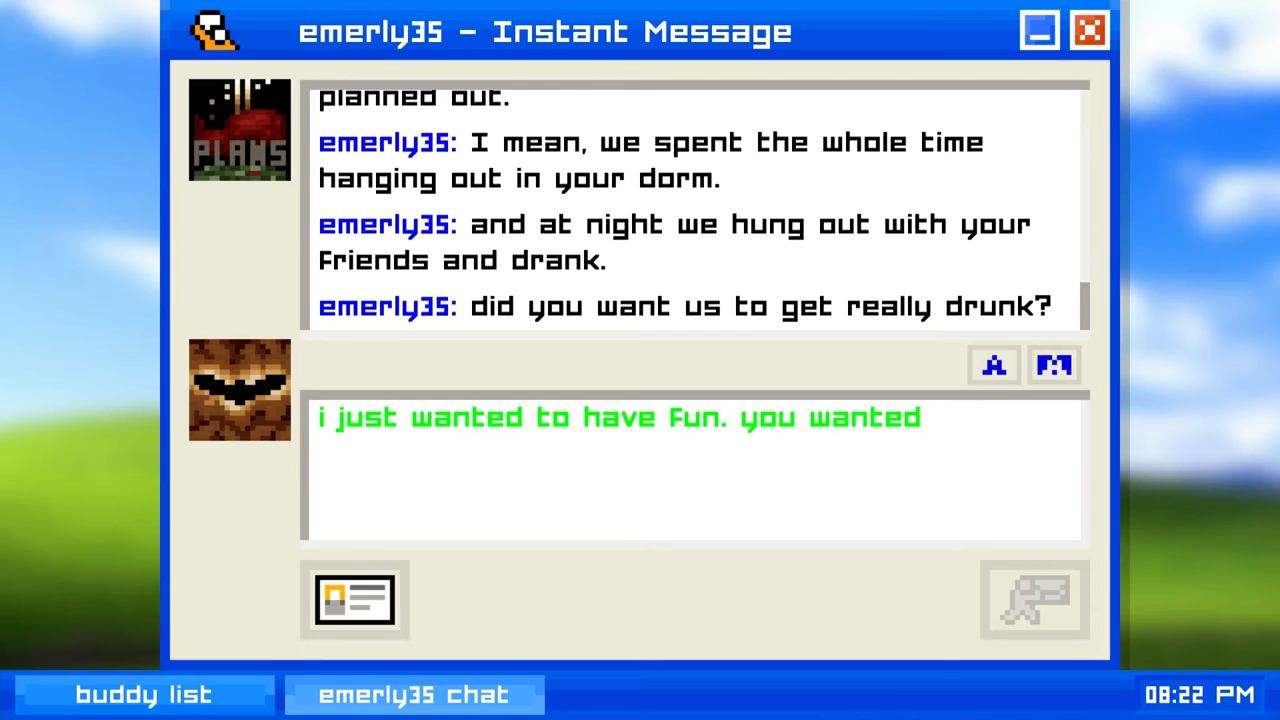 emerly35 - Instant Message
planned out.
emerly35: I mean, we spent the whole time
hanging out in your dorm.
emerly35: and at night we hung out with your
friends and drank.
emerly35: did you want us to get really drunk?
PLANS
A
i just wanted to have fun. you wanted
buddy list
emerly35 chat
08:22 PM